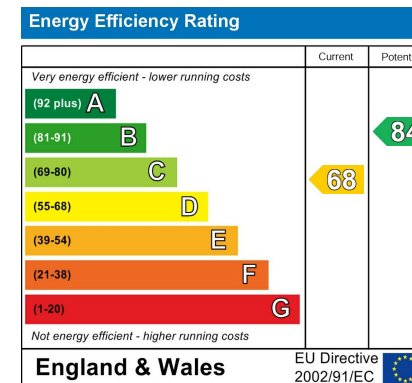 Energy Efficiency Rating
Current Potent
Very energy efficient - lower running costs
(92 plus) A
(81-91) B
84
(69-80) C
68
(55-68) D
(39-54) E
(21-38) F
(1-20) G
Not energy efficient - higher running costs
England & Wales
EU Directive
2002/91/EC